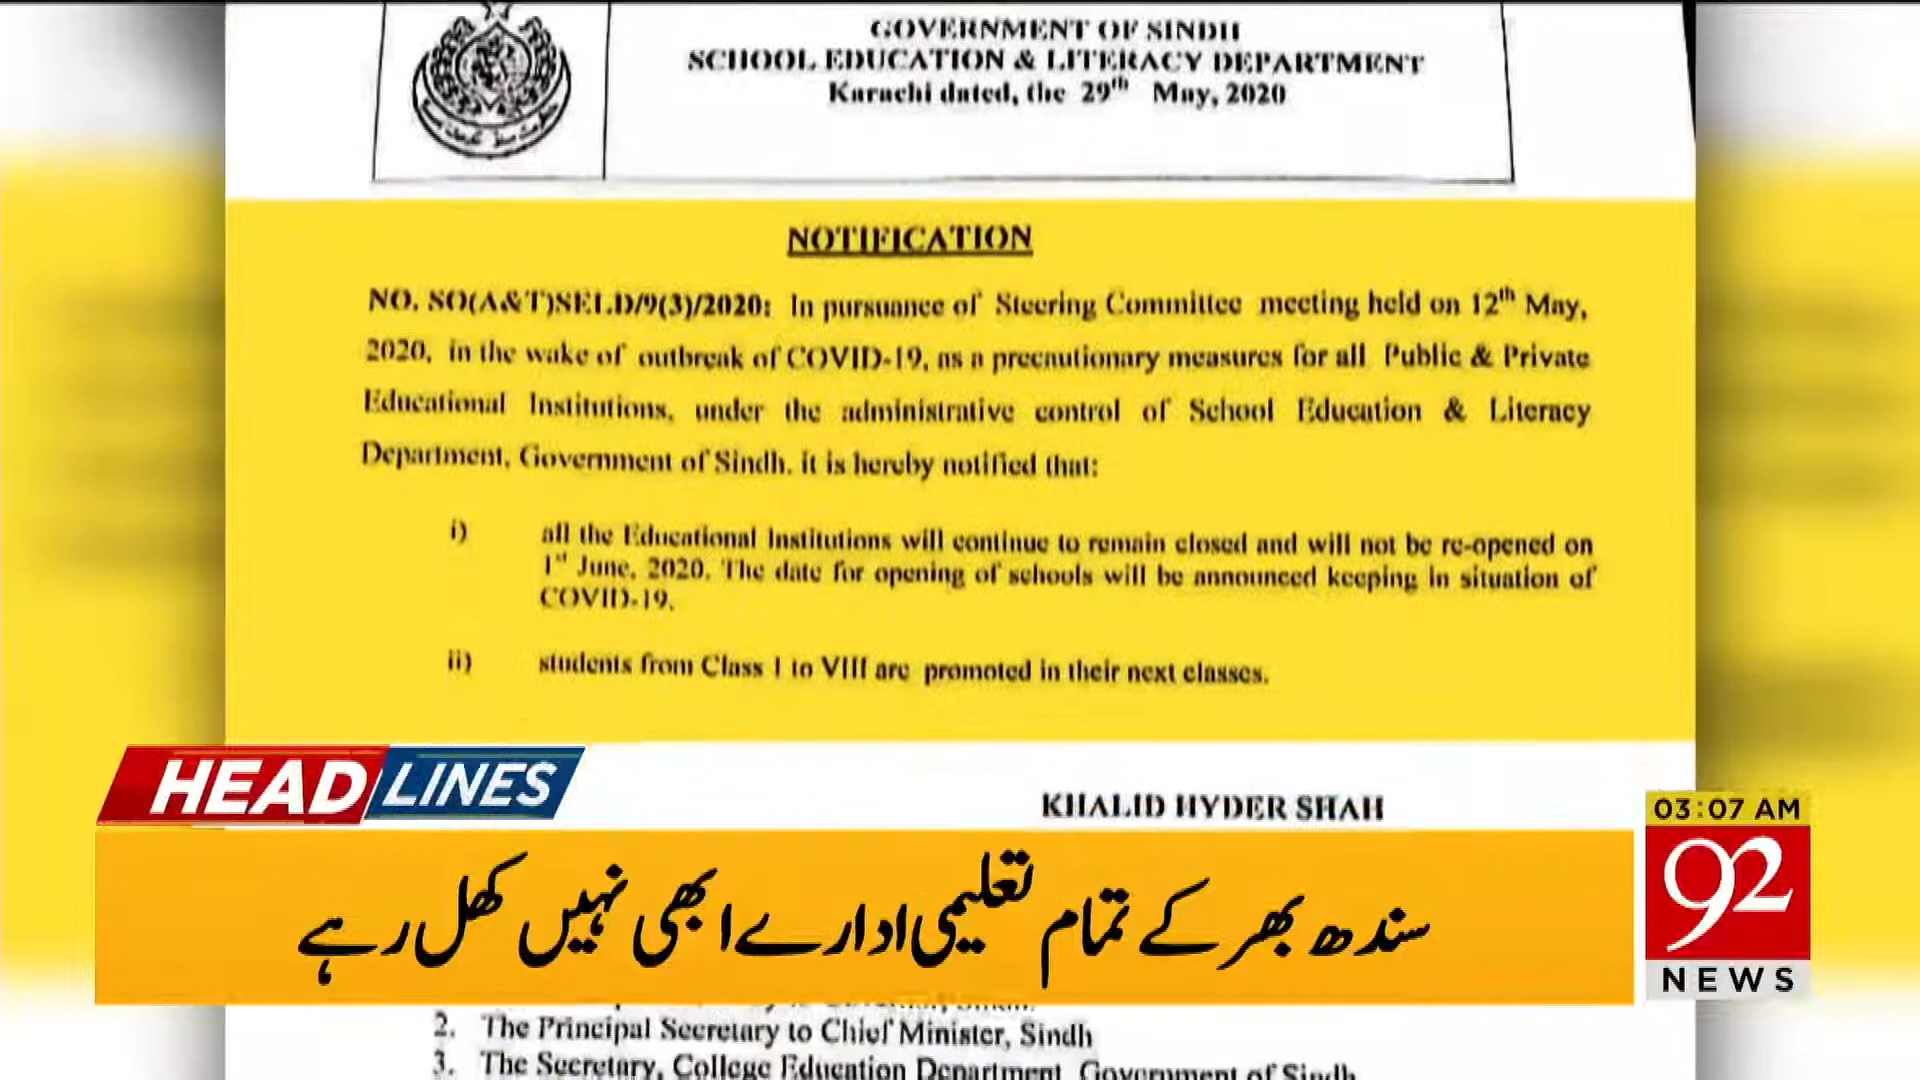 GOVERNMENT OF SINDH
SCHOOL EDUCATION & LITERACY DEPARTMENT
Karachi dated, the 29th May, 2020
NOTIFICATION
NO. SO(A&T)SELD/9(3)/2020: In pursuance of Steering Committee meeting held on 12th May,
2020, in the wake of outbreak of COVID-19, as a precautionary measures for all Public & Private
Educational Institutions, under the administrative control of School Education & Literacy
Department, Government of Sindh, it is hereby notified that:
i) all the Educational Institutions will continue to remain closed and will not be re-opened on
1st June, 2020. The date for opening of schools will be announced keeping in situation of
COVID-19.
ii) students from Class I to VIII are promoted in their next classes.
KHALID HYDER SHAH
HEADLINES
03:07 AM
سندھ بھر کے تمام تعلیمی ادارے ابھی نہیں کھل رہے
92
NEWS
2. The Principal Secretary to Chief Minister, Sindh
3. The Secretary, College Education Department, Government of Sindh